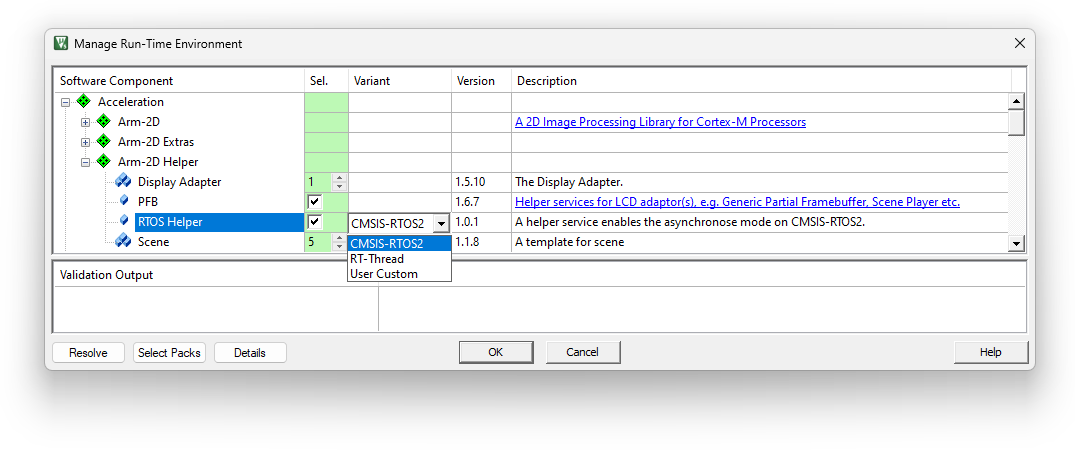 Manage Run-Time Environment
Software Component Sel. Variant Version Description
Acceleration
Arm-2D A 2D Image Processing Library for Cortex-M Processors
Arm-2D Extras
Arm-2D Helper
Display Adapter 1 1.5.10 The Display Adapter.
PFB 1.6.7 Helper services for LCD adaptor(s), e.g. Generic Partial Framebuffer, Scene Player etc.
RTOS Helper CMSIS-RTOS2 1.0.1 A helper service enables the asynchronose mode on CMSIS-RTOS2.
Scene 5 CMSIS-RTOS2 1.1.8 A template for scene
RT-Thread
User Custom
Validation Output
Resolve Select Packs Details OK Cancel Help